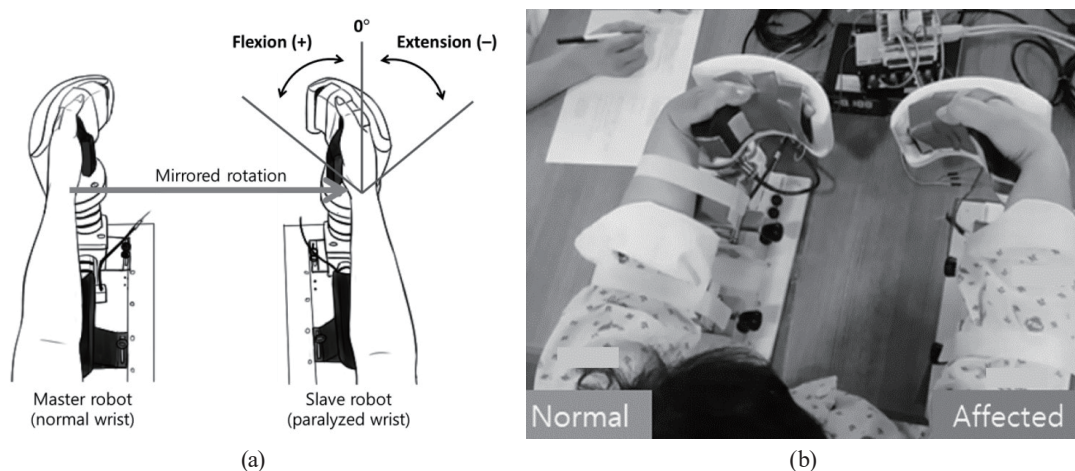 0°
Flexion (+)
Extension (–)
Mirrored rotation
Master robot
(normal wrist)
Slave robot
(paralyzed wrist)
(a)
Normal
Affected
(b)